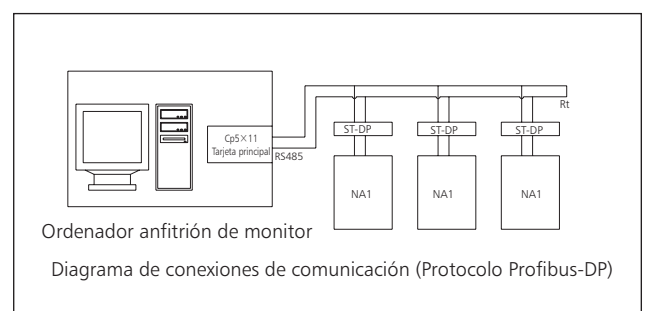 Cp5×11
Tarjeta principal
RS485
Rt
ST-DP
ST-DP
ST-DP
NA1
NA1
NA1
Ordenador anfitrión de monitor
Diagrama de conexiones de comunicación (Protocolo Profibus-DP)